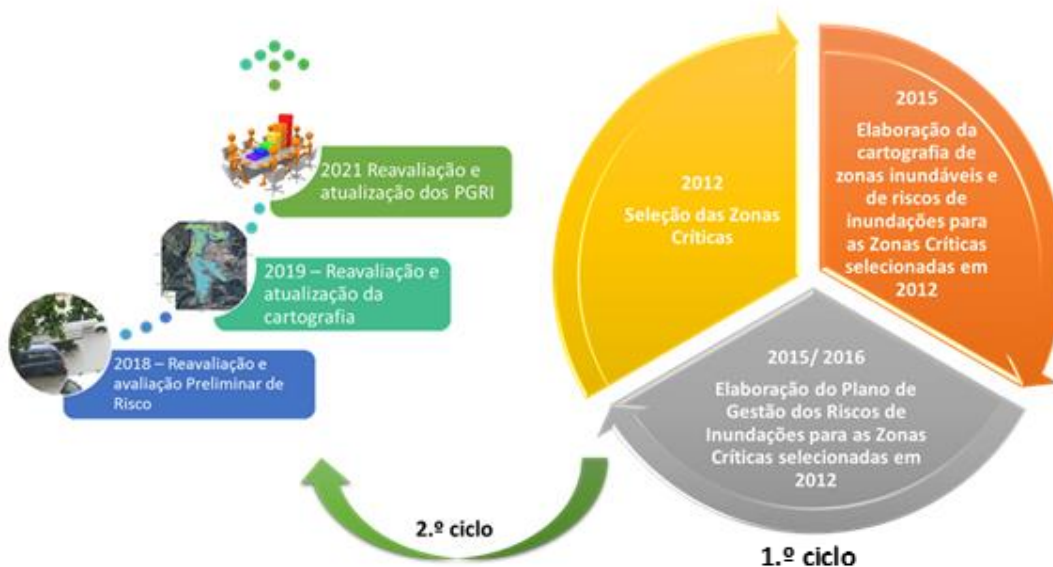 2021 Reavaliação e
atualização dos PGRI
2019 – Reavaliação e
atualização da
cartografia
2018 – Reavaliação e
avaliação Preliminar de
Risco
2012
Seleção das Zonas
Críticas
2015
Elaboração da
cartografia de
zonas inundáveis e
de riscos de
inundações para
as Zonas Críticas
selecionadas em
2012
2015/ 2016
Elaboração do Plano de
Gestão dos Riscos de
Inundações para as Zonas
Críticas selecionadas em
2012
2.º ciclo
1.º ciclo